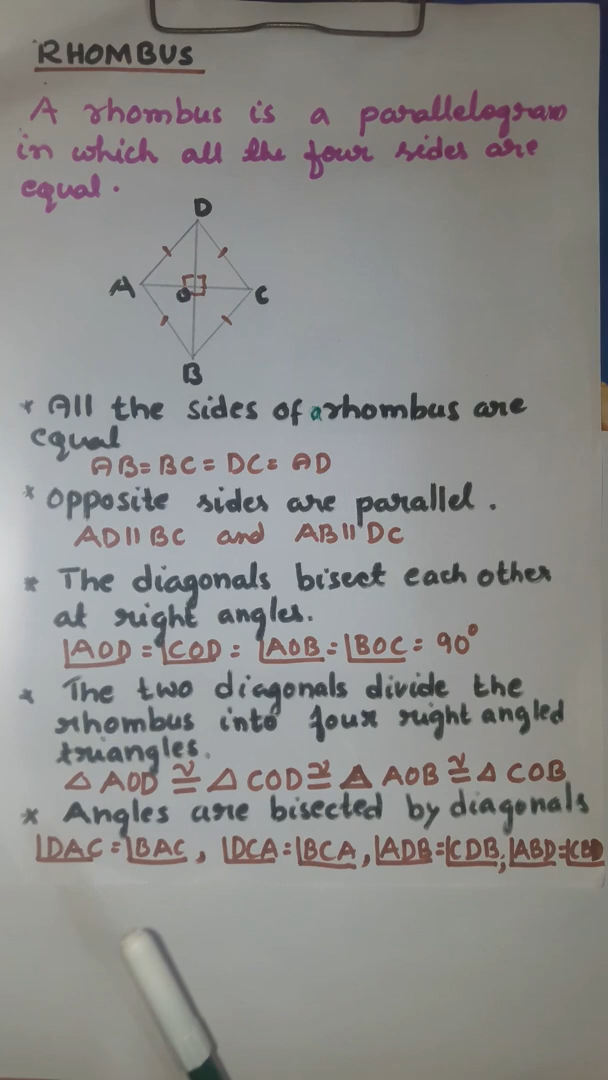 RHOMBUS
A rhombus is a parallelogram
in which all the four sides are
equal.
D
A O C
B
* All the sides of a rhombus are
equal
AB = BC = DC = AD
* Opposite sides are parallel.
AD || BC and AB || DC
* The diagonals bisect each other
at right angles.
∠AOD = ∠COD = ∠AOB = ∠BOC = 90°
* The two diagonals divide the
rhombus into four right angled
triangles.
△ AOD ≅ △ COD ≅ △ AOB ≅ △ COB
* Angles are bisected by diagonals
∠DAC = ∠BAC, ∠DCA = ∠BCA, ∠ADB = ∠CDB, ∠ABD = ∠CBD